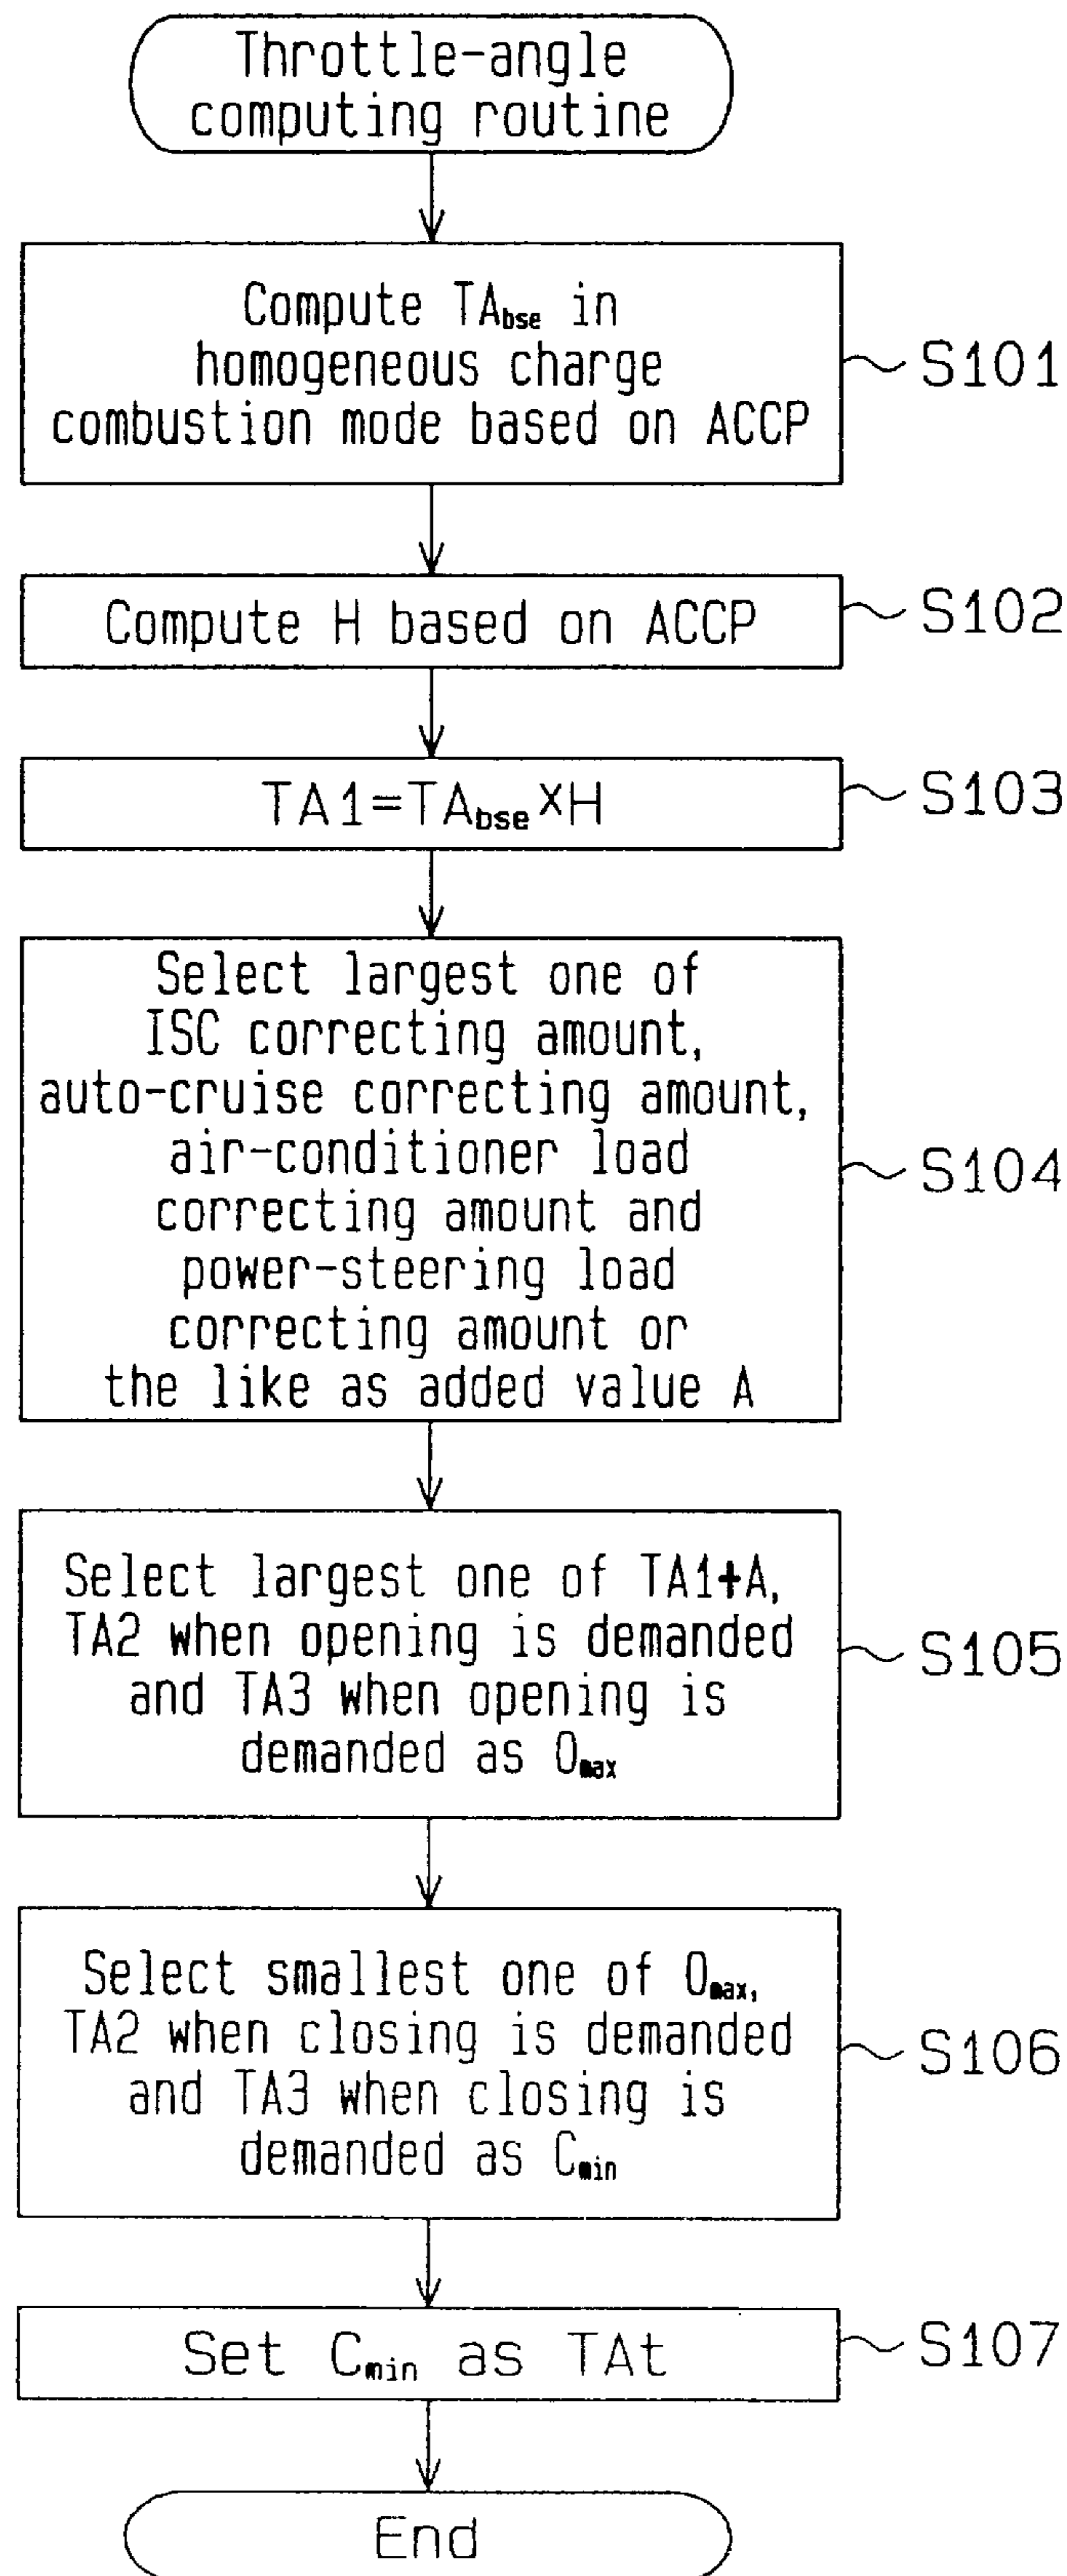 Throttle-angle
computing routine
Compute TAbse in
homogeneous charge
combustion mode based on ACCP
S101
Compute H based on ACCP
S102
TA1=TAbse×H
S103
Select largest one of
ISC correcting amount,
auto-cruise correcting amount,
air-conditioner load
correcting amount and
power-steering load
correcting amount or
the like as added value A
S104
Select largest one of TA1+A,
TA2 when opening is demanded
and TA3 when opening is
demanded as Omax
S105
Select smallest one of Omax,
TA2 when closing is demanded
and TA3 when closing is
demanded as Cmin
S106
Set Cmin as TAt
S107
End